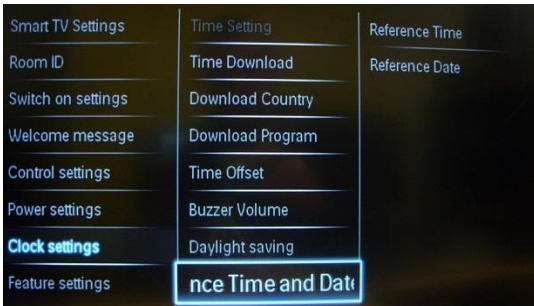 Smart TV Settings
Room ID
Switch on settings
Welcome message
Control settings
Power settings
Clock settings
Feature settings
Time Setting
Time Download
Download Country
Download Program
Time Offset
Buzzer Volume
Daylight saving
nce Time and Date
Reference Time
Reference Date